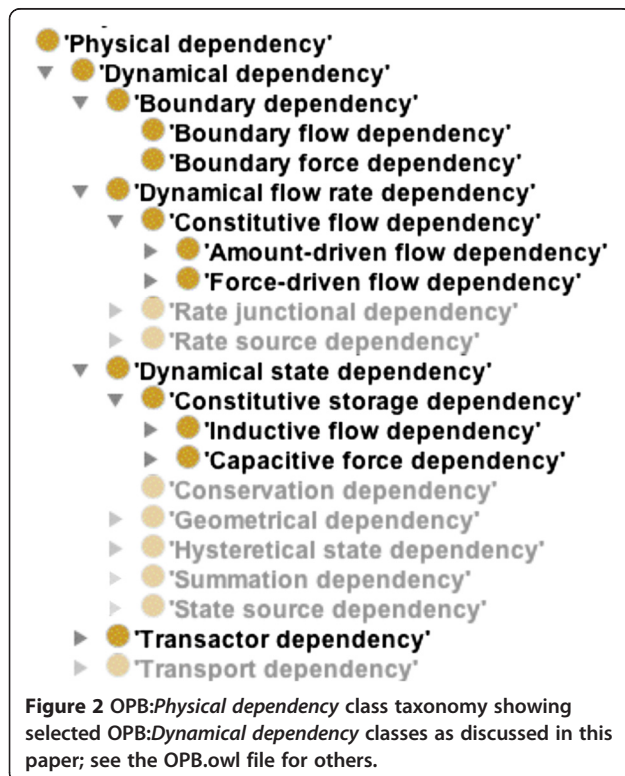 'Physical dependency'
'Dynamical dependency'
'Boundary dependency'
'Boundary flow dependency'
'Boundary force dependency'
'Dynamical flow rate dependency'
'Constitutive flow dependency'
'Amount-driven flow dependency'
'Force-driven flow dependency'
'Rate junctional dependency'
'Rate source dependency'
'Dynamical state dependency'
'Constitutive storage dependency'
'Inductive flow dependency'
'Capacitive force dependency'
'Conservation dependency'
'Geometrical dependency'
'Hysteretical state dependency'
'Summation dependency'
'State source dependency'
'Transactor dependency'
'Transport dependency'
Figure 2 OPB:Physical dependency class taxonomy showing
selected OPB:Dynamical dependency classes as discussed in this
paper; see the OPB.owl file for others.